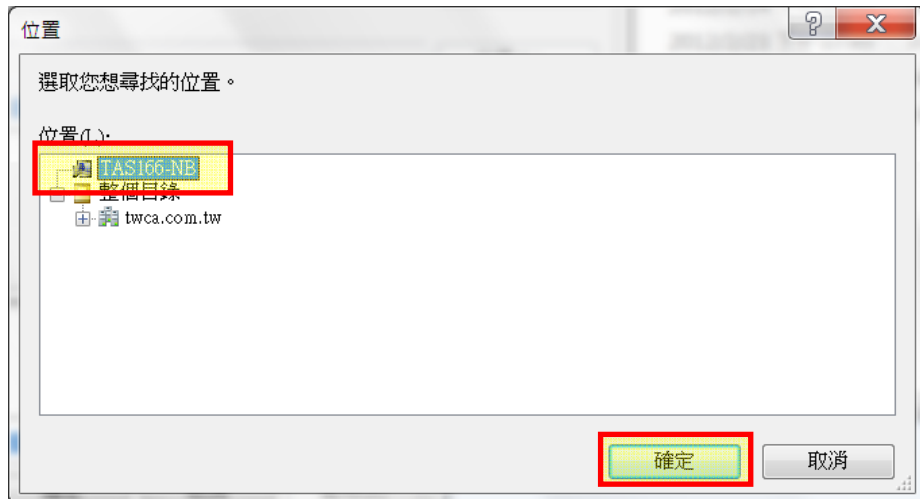 位置
選取您想尋找的位置。
位置(L):
TAS166-NB
整個目錄
twca.com.tw
確定
取消